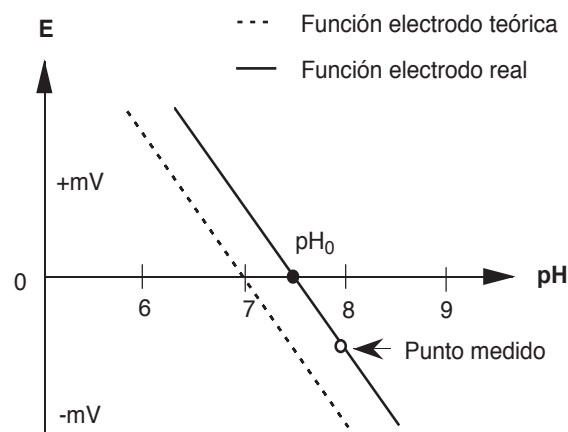 E
Función electrodo teórica
Función electrodo real
+mV
pH0
0
pH
6
7
8
9
Punto medido
-mV